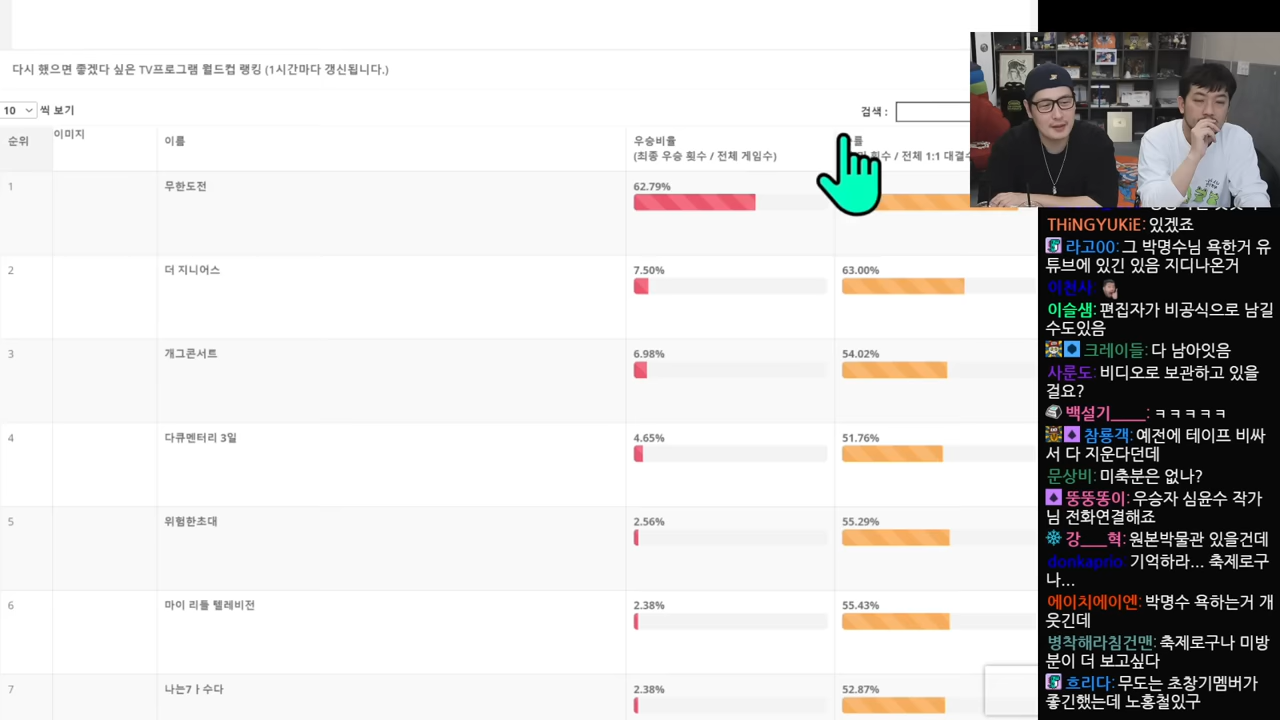 다시 했으면 좋겠다 싶은 TV프로그램 월드컵 랭킹 (1시간마다 갱신됩니다.)
10 씩 보기
검색 :
순위 이미지 이름 우승비율
(최종 우승 횟수 / 전체 게임수)
횟수 / 전체 1:1 대결수
1 무한도전 62.79%
2 더 지니어스 7.50% 63.00%
3 개그콘서트 6.98% 54.02%
4 다큐멘터리 3일 4.65% 51.76%
5 위험한초대 2.56% 55.29%
6 마이 리틀 텔레비전 2.38% 55.43%
7 나는7ㅏ수다 2.38% 52.87%
THiNGYUKiE: 있겠죠
라고00: 그 박명수님 욕한거 유
튜브에 있긴 있음 지디나온거
이천사
이슬샘: 편집자가 비공식으로 남길
수도있음
크레이들: 다 남아잇음
사룬도: 비디오로 보관하고 있을
걸요?
백설기____: ㅋㅋㅋㅋㅋ
참룡객: 예전에 테이프 비싸
서 다 지운다던데
문상비: 미축분은 없나?
뚱뚱똥이: 우승자 심윤수 작가
님 전화연결해죠
강___혁: 원본박물관 있을건데
donkaprio 기억하라... 축제로구
나...
에이치에이엔: 박명수 욕하는거 개
웃긴데
병착해라침건맨: 축제로구나 미방
분이 더 보고싶다
흐리다: 무도는 초창기멤버가
좋긴했는데 노홍철있구